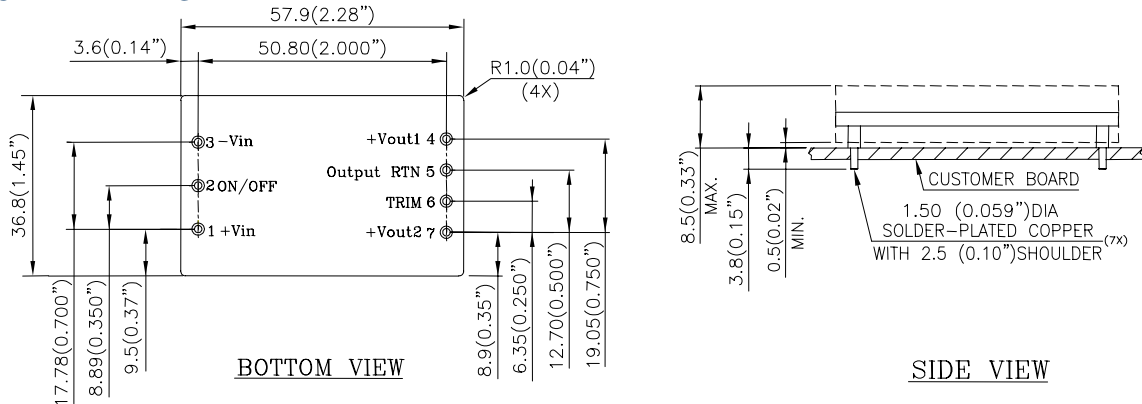 57.9(2.28”)
3.6(0.14”)
50.80(2.000”)
R1.0(0.04”)
(4X)
36.8(1.45”)
3 -Vin
2 ON/OFF
1 +Vin
+Vout1 4
Output RTN 5
TRIM 6
+Vout2 7
17.78(0.700”)
8.89(0.350”)
9.5(0.37”)
8.9(0.35”)
6.35(0.250”)
12.70(0.500”)
19.05(0.750”)
BOTTOM VIEW
8.5(0.33”)
MAX.
3.8(0.15”)
0.5(0.02”)
MIN.
CUSTOMER BOARD
1.50 (0.059”)DIA
SOLDER-PLATED COPPER
WITH 2.5 (0.10”)SHOULDER (7X)
SIDE VIEW